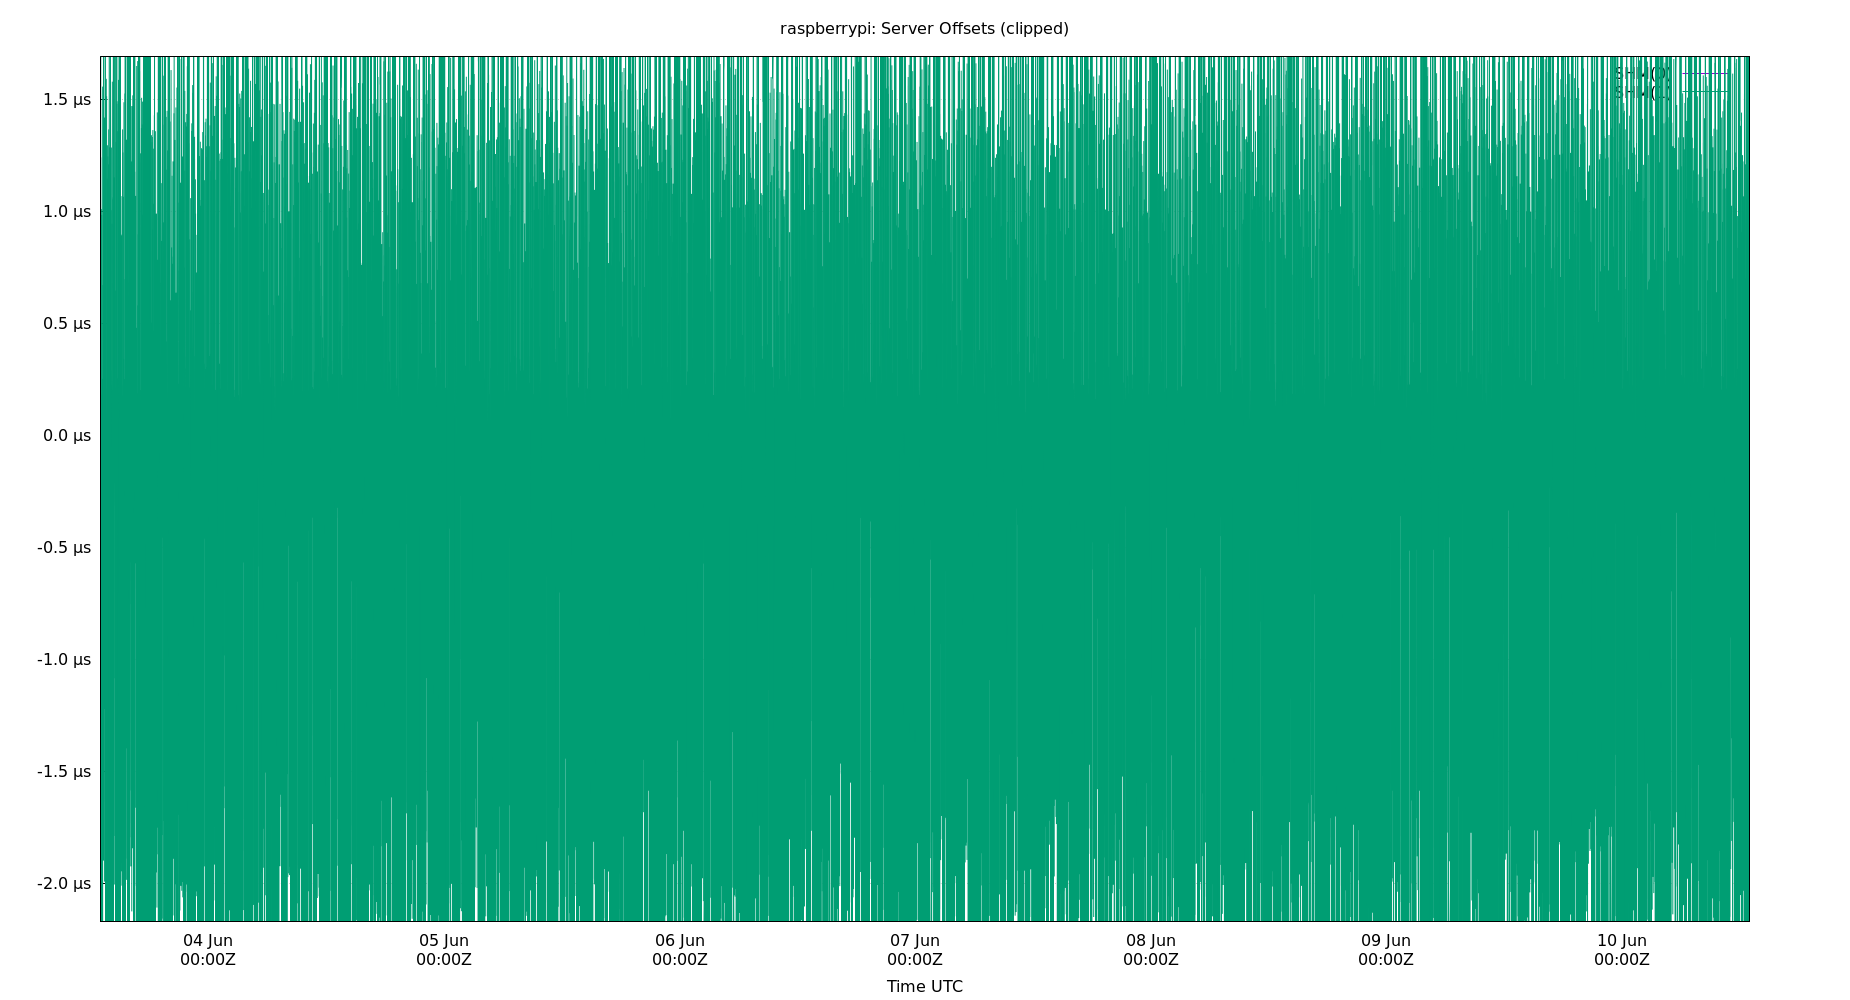 raspberrypi: Server Offsets (clipped)
SHM(0)
1.5 µs
1.0 µs
0.5 µs
0.0 µs
-0.5 µs
-1.0 µs
-1.5 µs
-2.0 µs
04 Jun 05 Jun 06 Jun 07 Jun 08 Jun 09 Jun 10 Jun
00:00Z 00:00Z 00:00Z 00:00Z 00:00Z 00:00Z 00:00Z
Time UTC